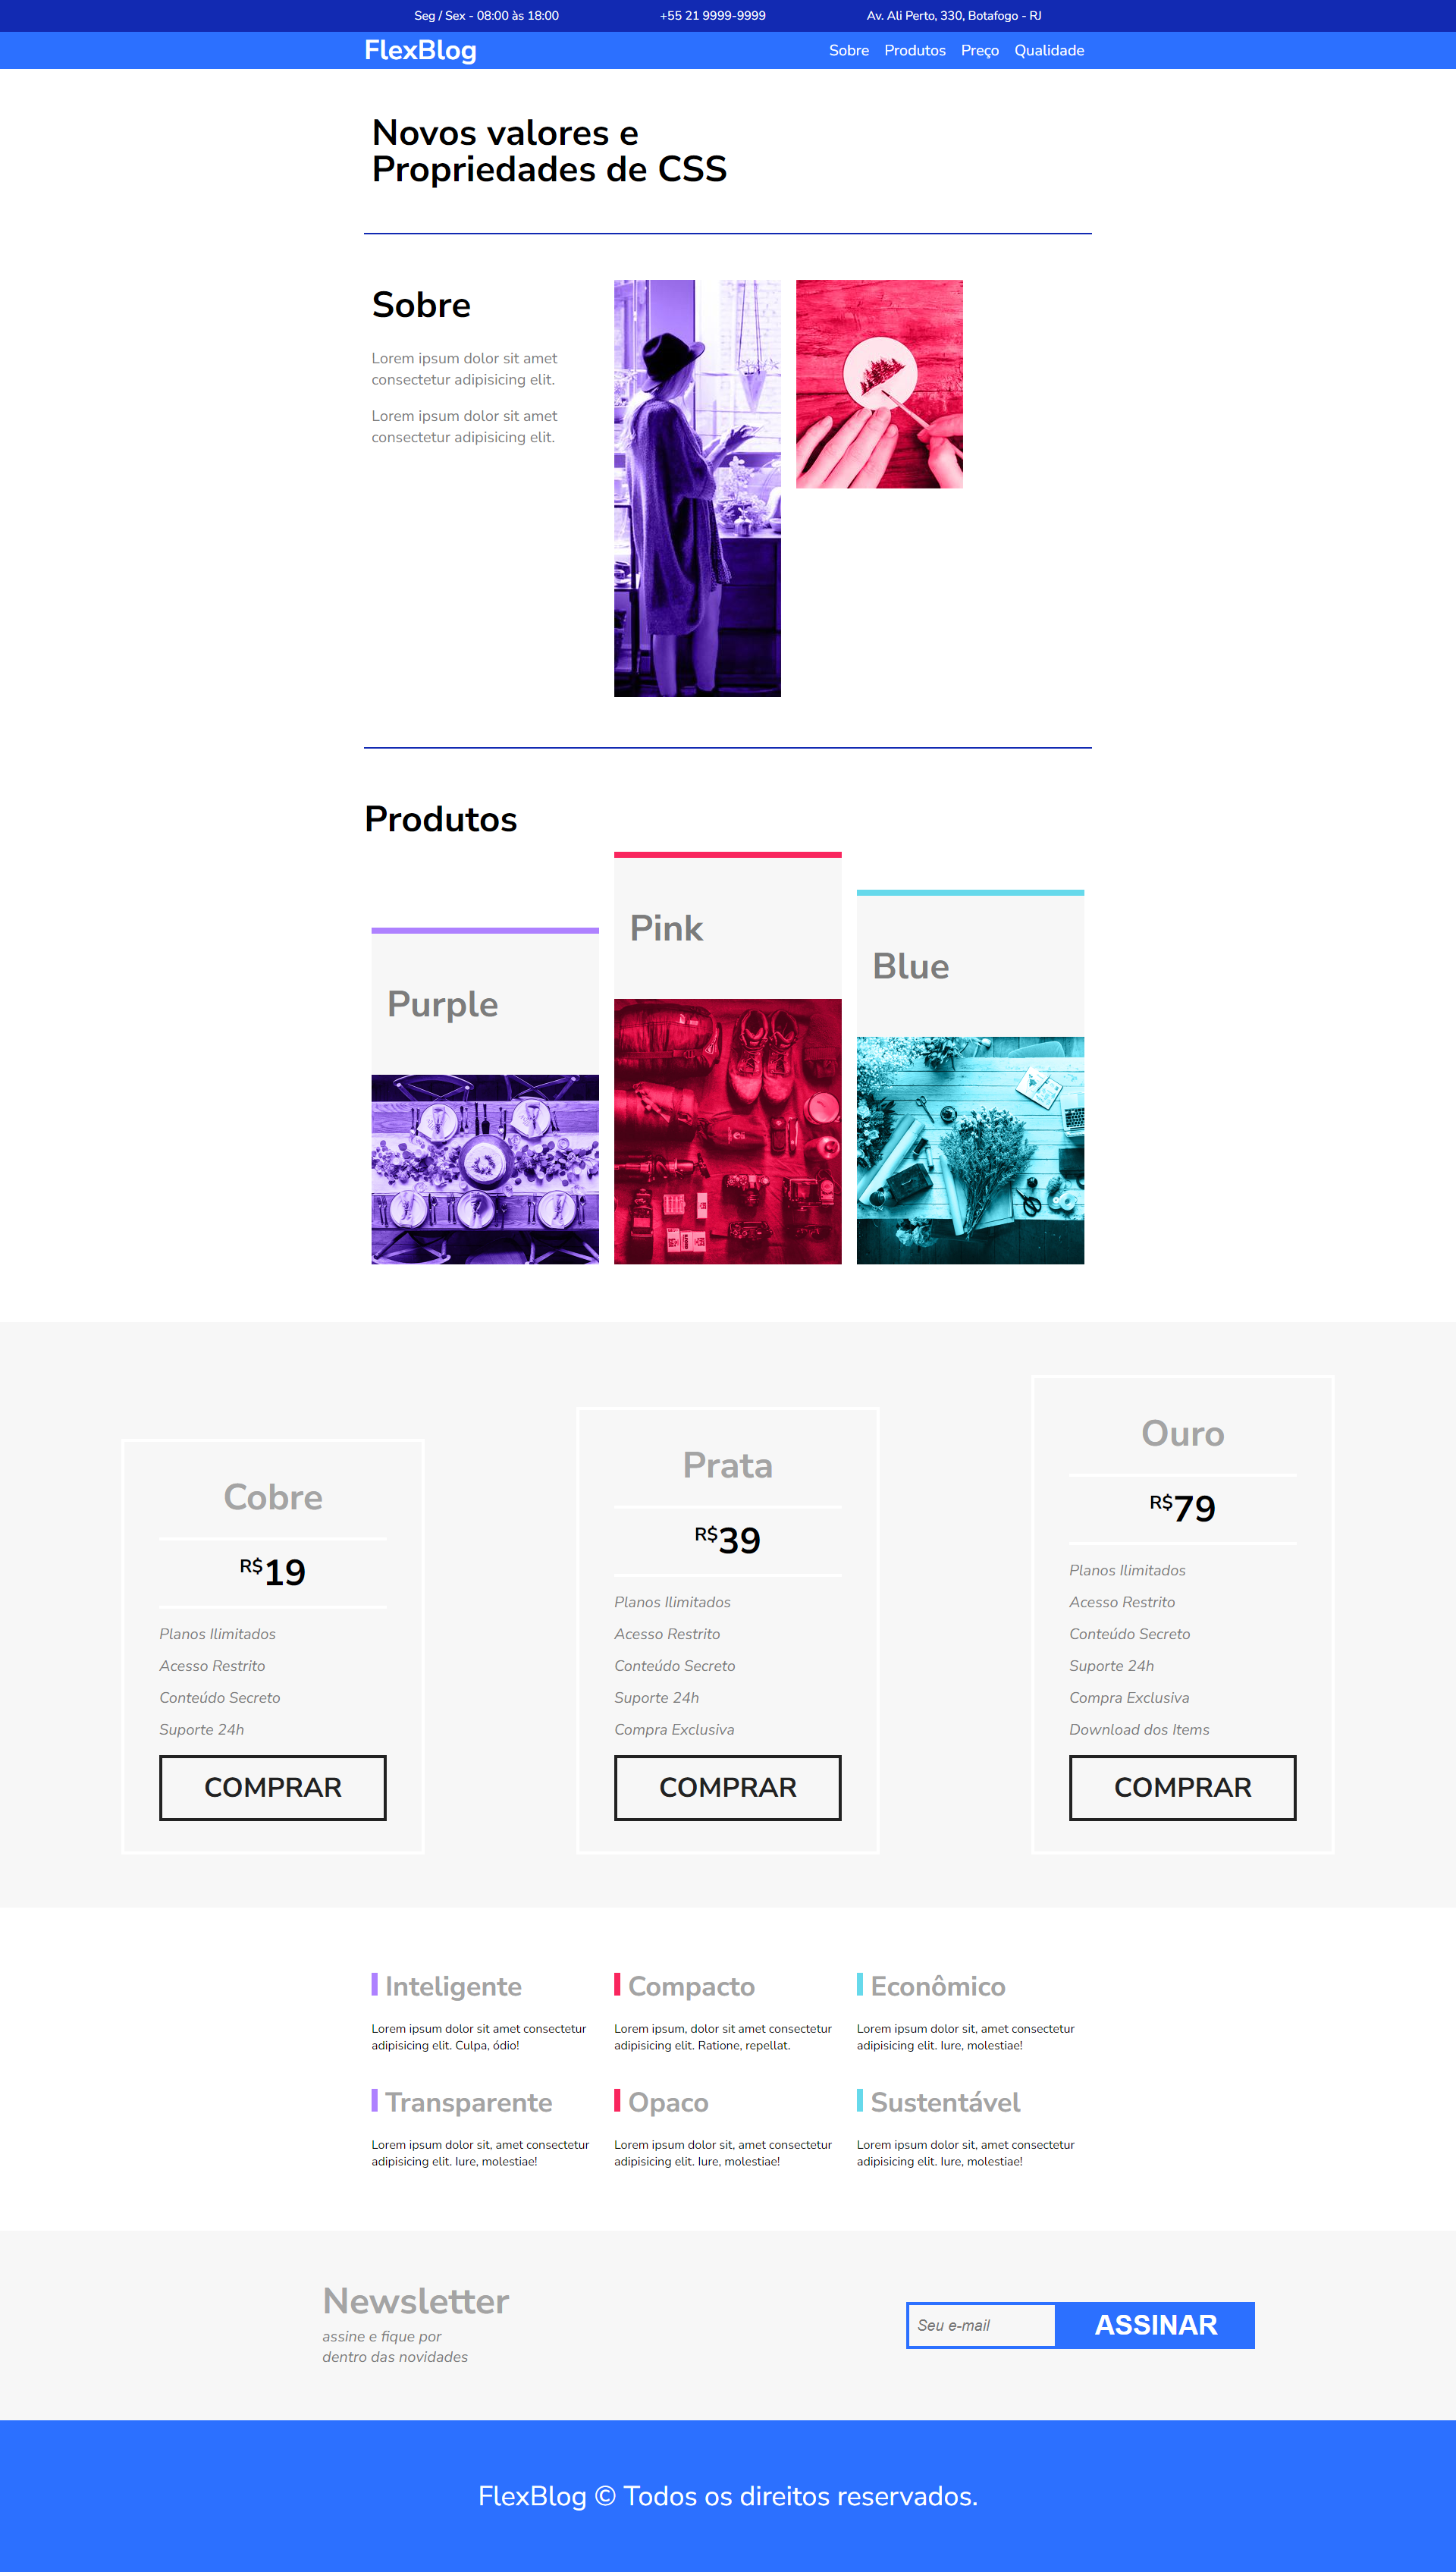 Seg / Sex - 08:00 às 18:00
+55 21 9999-9999
Av. Ali Perto, 330, Botafogo - RJ
FlexBlog
Sobre
Produtos
Preço
Qualidade
Novos valores e
Propriedades de CSS
Sobre
Lorem ipsum dolor sit amet
consectetur adipisicing elit.
Lorem ipsum dolor sit amet
consectetur adipisicing elit.
Produtos
Purple
Pink
Blue
Cobre
R$19
Planos Ilimitados
Acesso Restrito
Conteúdo Secreto
Suporte 24h
COMPRAR
Prata
R$39
Planos Ilimitados
Acesso Restrito
Conteúdo Secreto
Suporte 24h
Compra Exclusiva
COMPRAR
Ouro
R$79
Planos Ilimitados
Acesso Restrito
Conteúdo Secreto
Suporte 24h
Compra Exclusiva
Download dos Items
COMPRAR
Inteligente
Lorem ipsum dolor sit amet consectetur
adipisicing elit. Culpa, ódio!
Compacto
Lorem ipsum, dolor sit amet consectetur
adipisicing elit. Ratione, repellat.
Econômico
Lorem ipsum dolor sit, amet consectetur
adipisicing elit. Iure, molestiae!
Transparente
Lorem ipsum dolor sit, amet consectetur
adipisicing elit. Iure, molestiae!
Opaco
Lorem ipsum dolor sit, amet consectetur
adipisicing elit. Iure, molestiae!
Sustentável
Lorem ipsum dolor sit, amet consectetur
adipisicing elit. Iure, molestiae!
Newsletter
assine e fique por
dentro das novidades
Seu e-mail
ASSINAR
FlexBlog © Todos os direitos reservados.